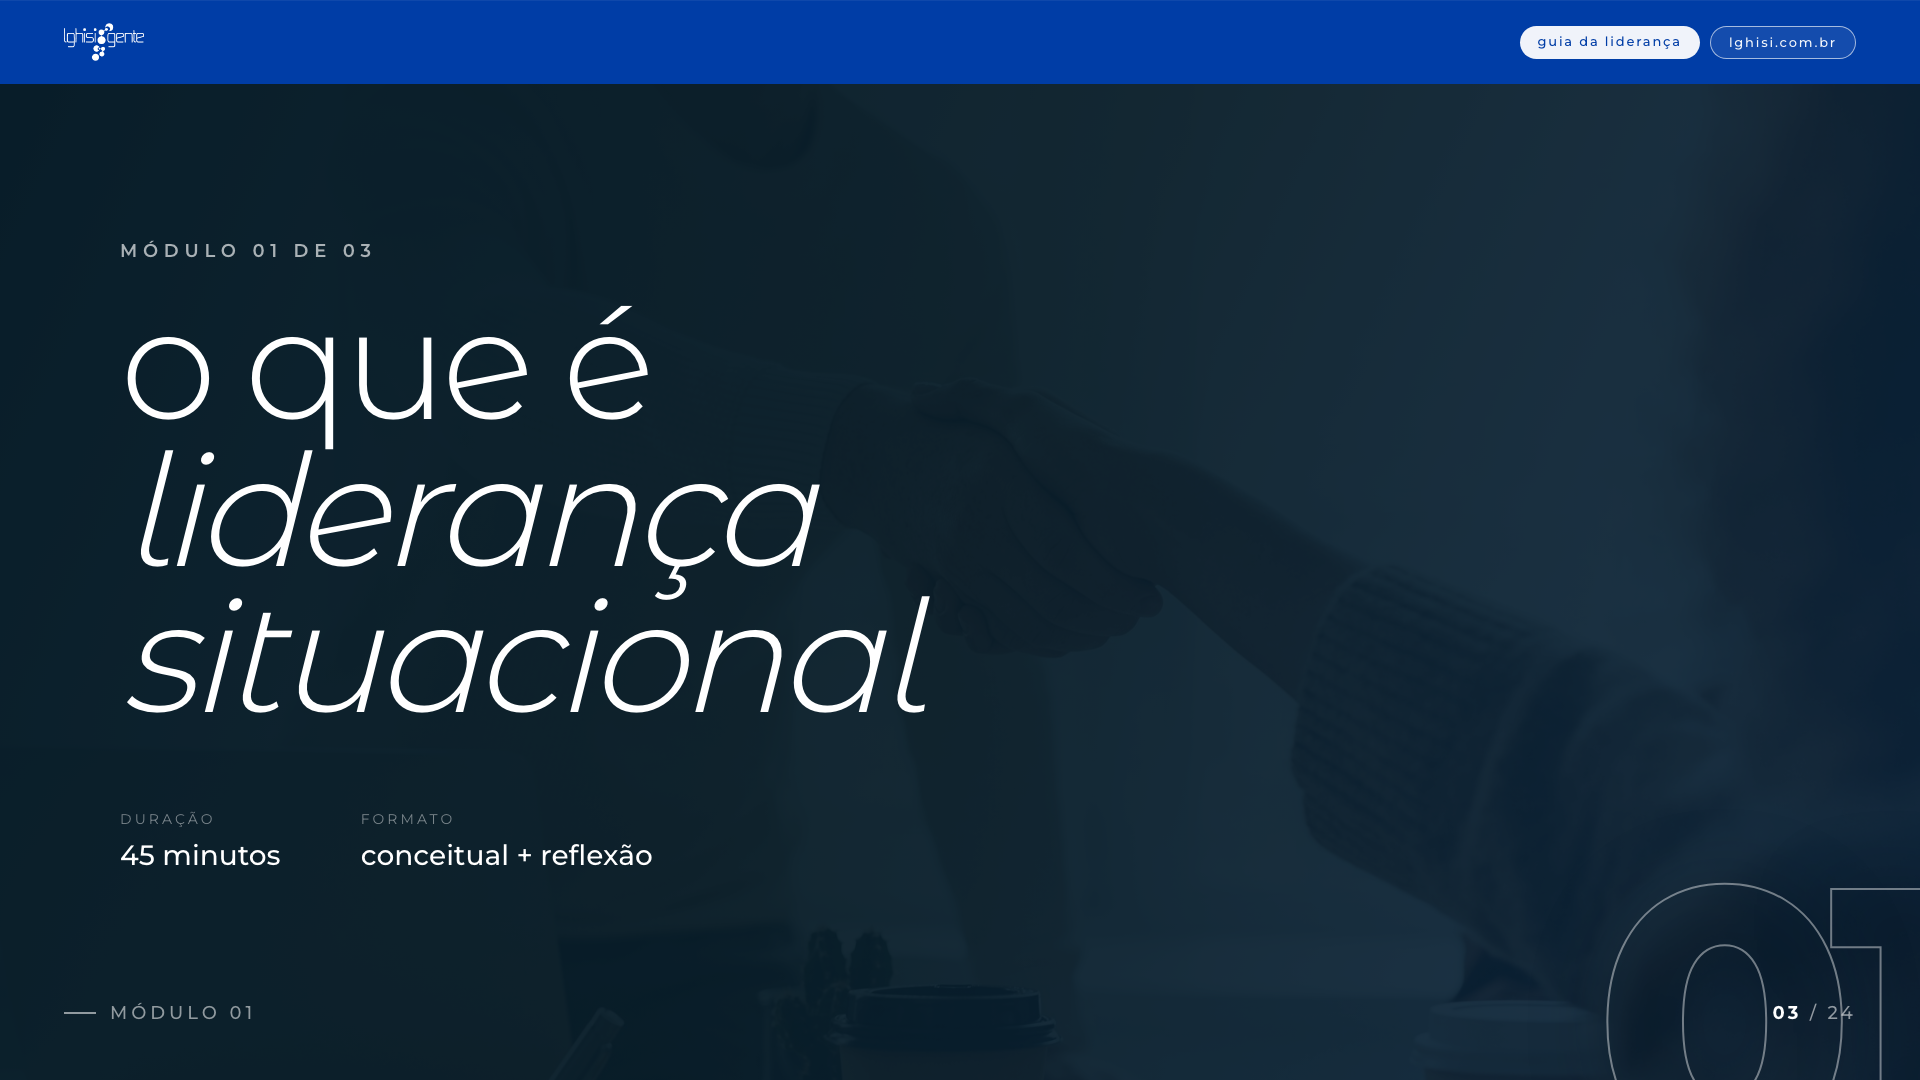 lghisi gente
guia da liderança
lghisi.com.br
MÓDULO 01 DE 03
o que é
liderança
situacional
DURAÇÃO
FORMATO
45 minutos
conceitual + reflexão
MÓDULO 01
03 / 24
01